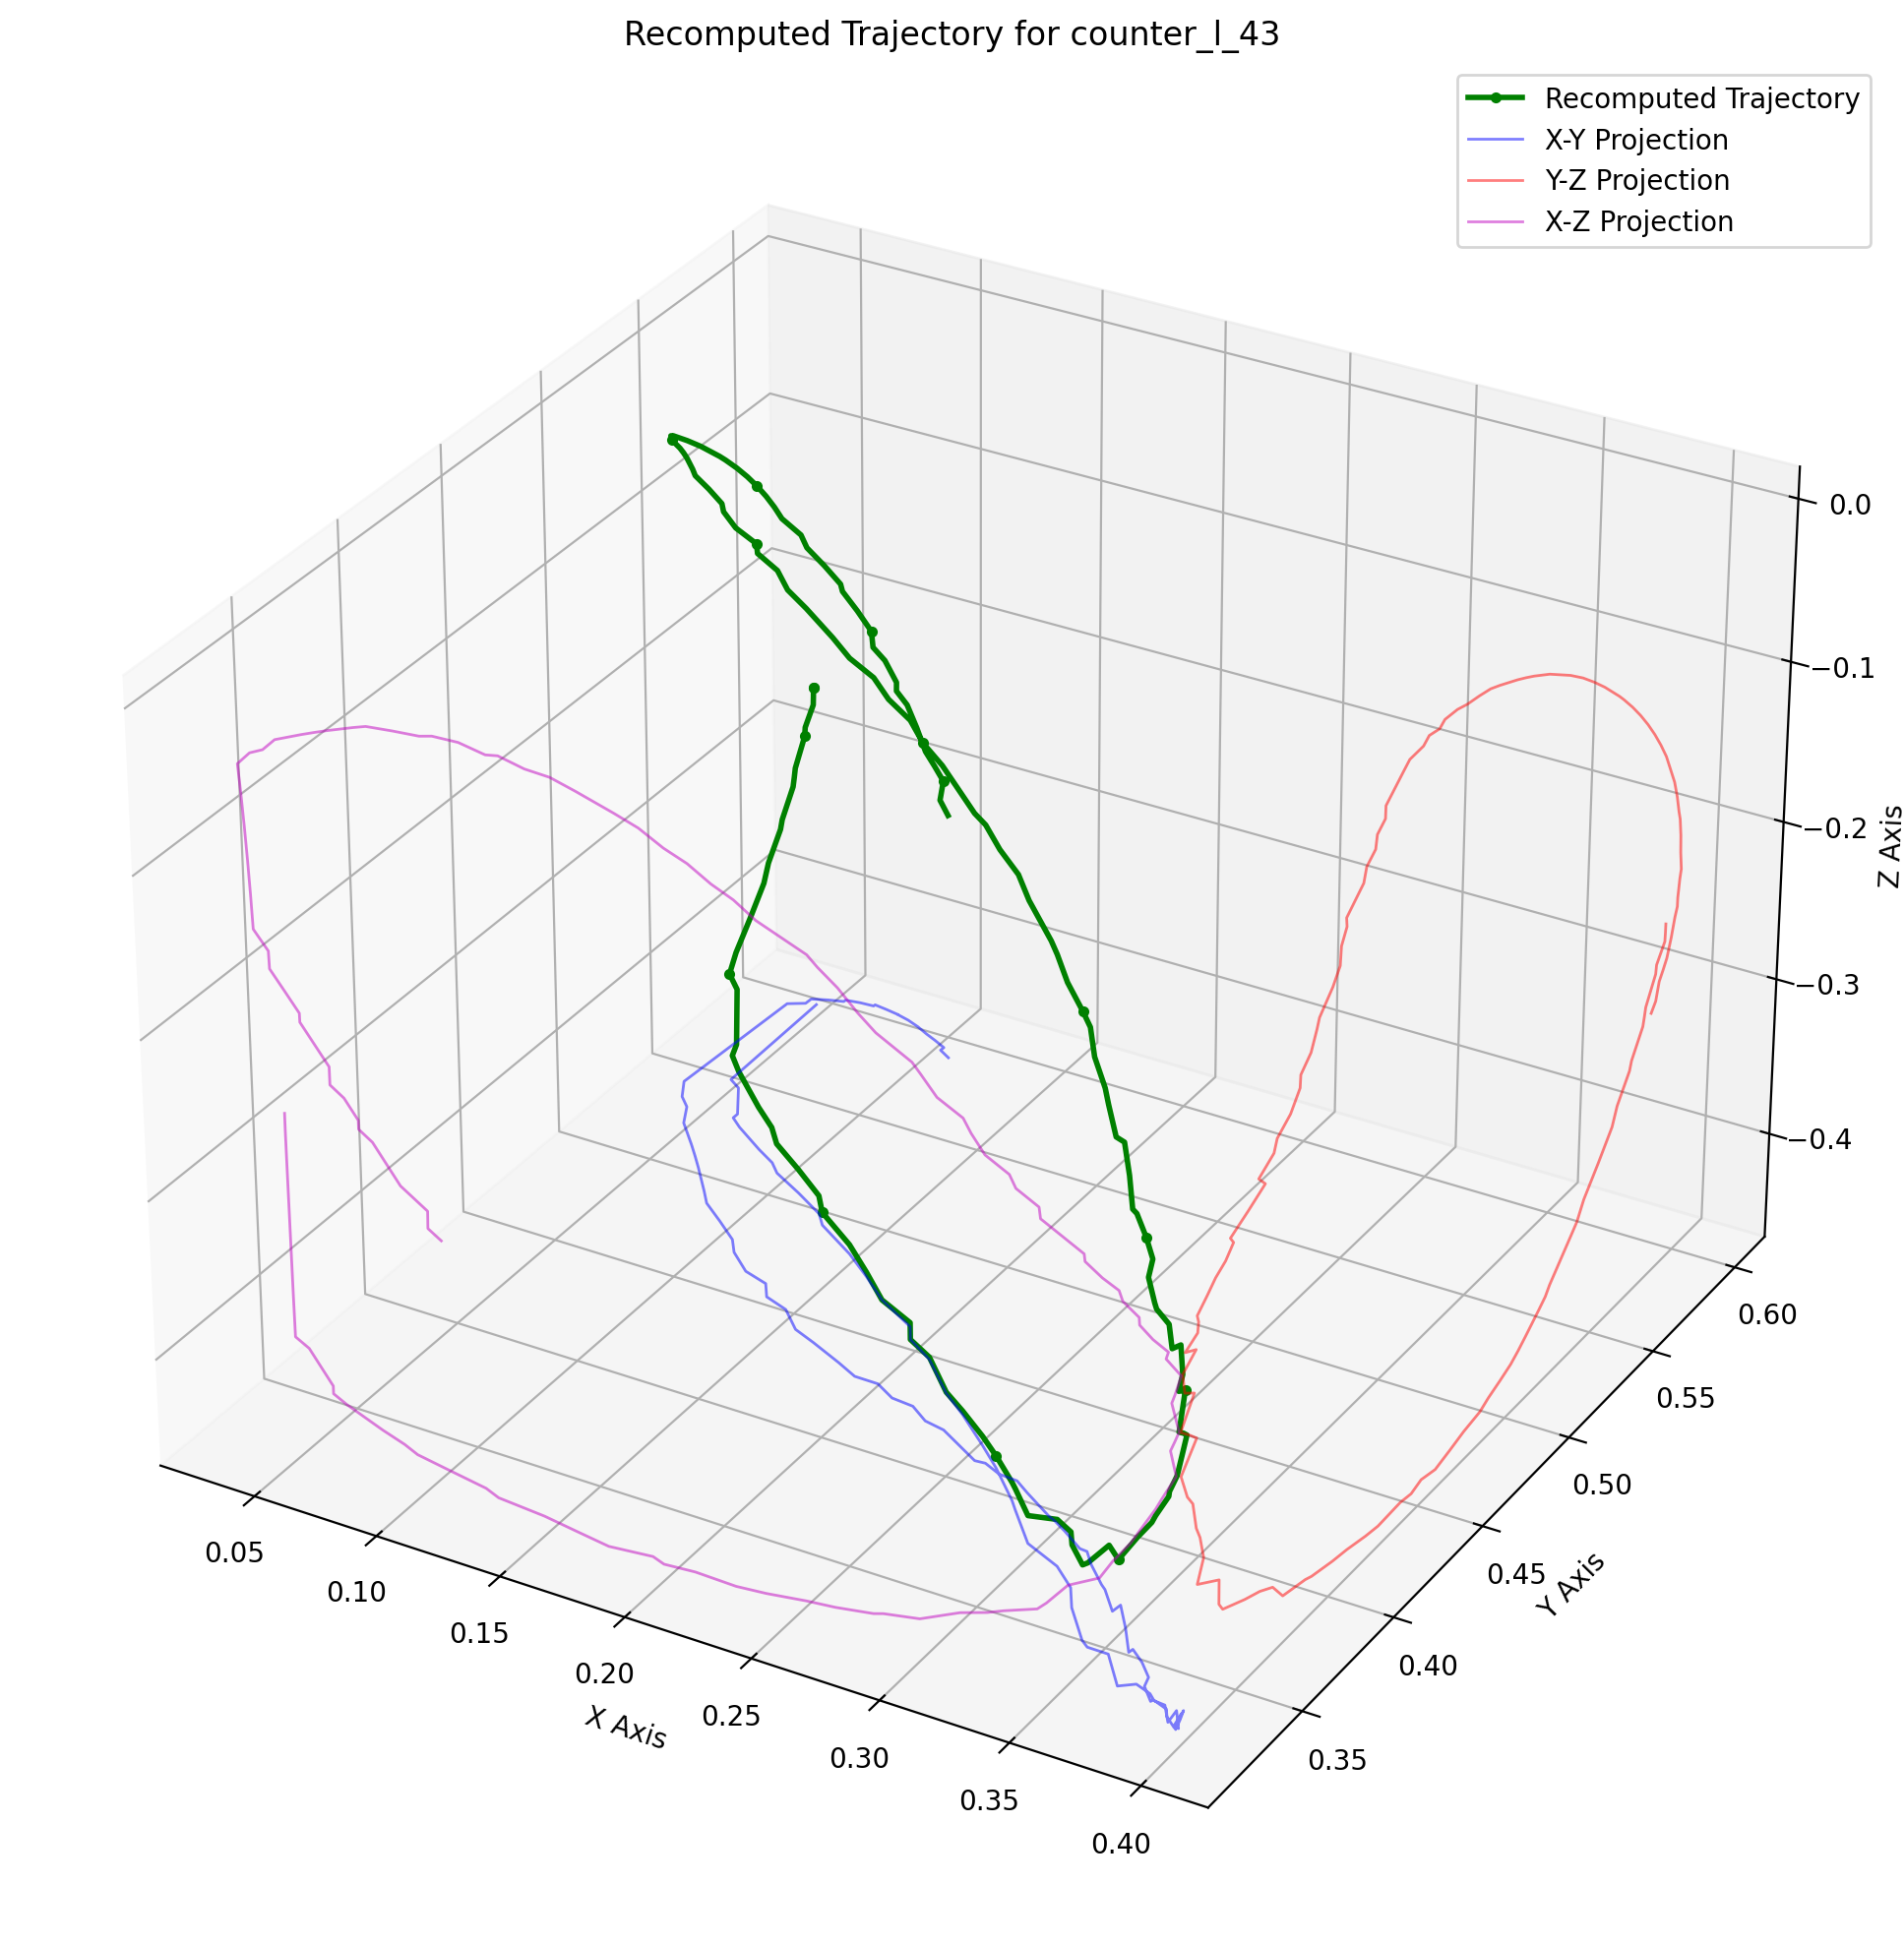 Recomputed Trajectory for counter_l_43
Recomputed Trajectory
X-Y Projection
Y-Z Projection
X-Z Projection
0.0
−0.1
−0.2
−0.3
−0.4
Z Axis
0.60
0.55
0.50
0.45
0.40
0.35
Y Axis
0.05
0.10
0.15
0.20
0.25
0.30
0.35
0.40
X Axis